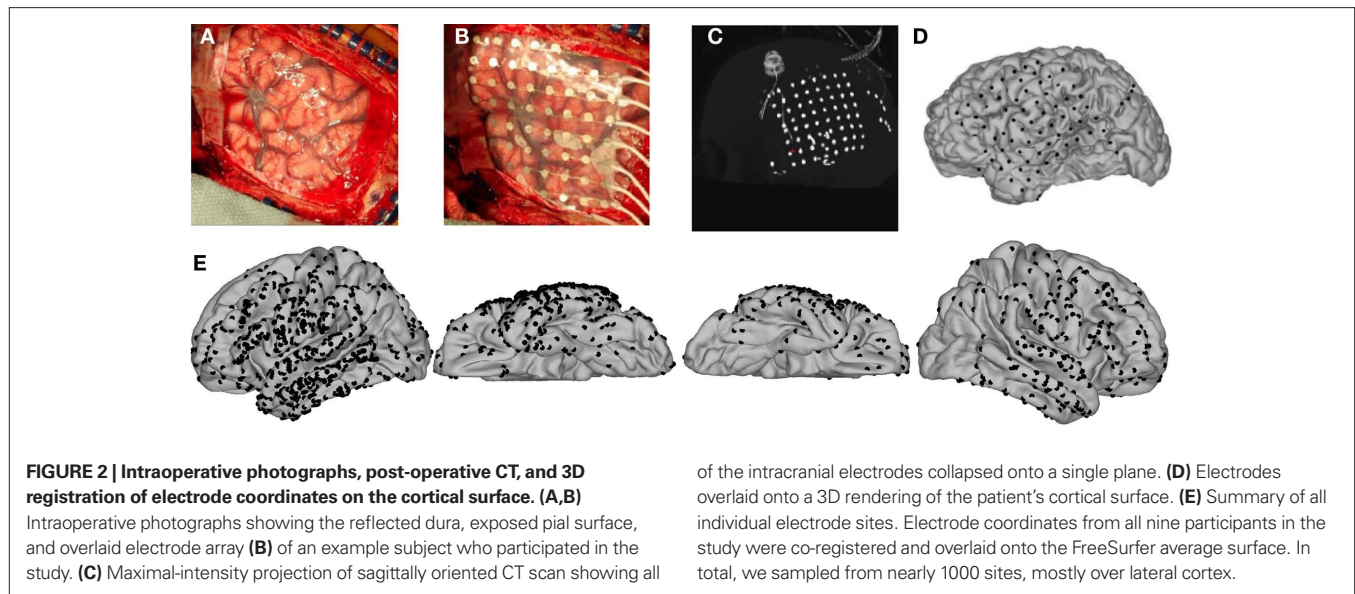 A
B
C
D
E
FIGURE 2 | Intraoperative photographs, post-operative CT, and 3D
registration of electrode coordinates on the cortical surface. (A,B)
Intraoperative photographs showing the reflected dura, exposed pial surface,
and overlaid electrode array (B) of an example subject who participated in the
study. (C) Maximal-intensity projection of sagittally oriented CT scan showing all
of the intracranial electrodes collapsed onto a single plane. (D) Electrodes
overlaid onto a 3D rendering of the patient's cortical surface. (E) Summary of all
individual electrode sites. Electrode coordinates from all nine participants in the
study were co-registered and overlaid onto the FreeSurfer average surface. In
total, we sampled from nearly 1000 sites, mostly over lateral cortex.